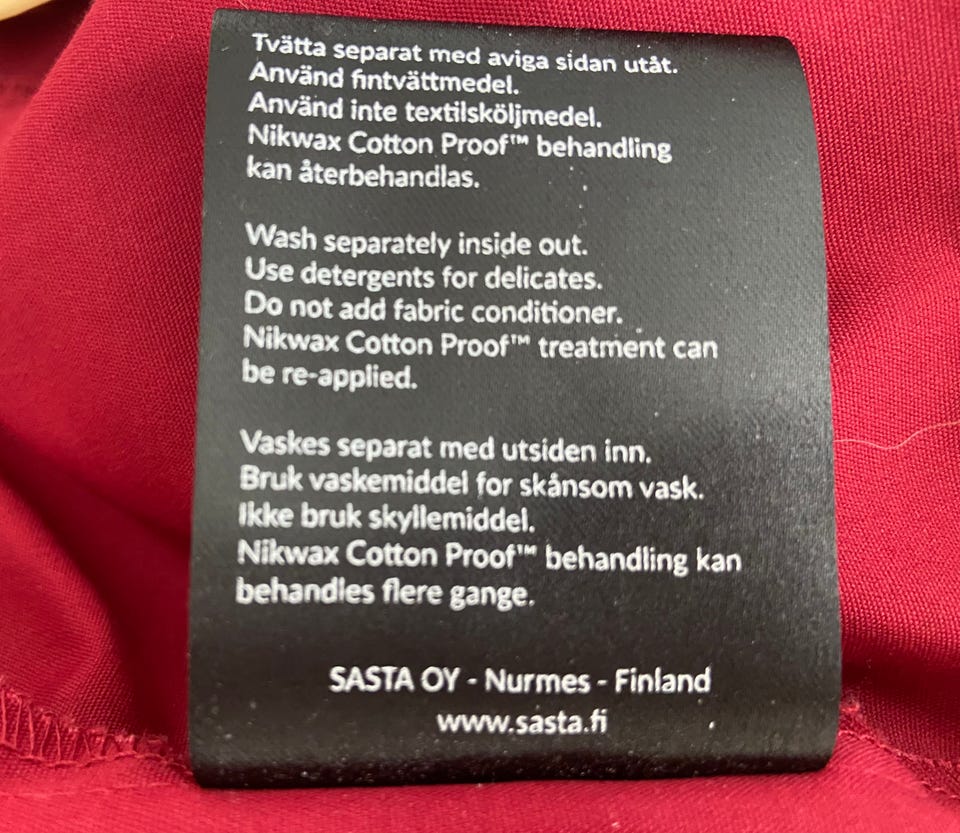 Tvätta separat med aviga sidan utåt.
Använd fintvättmedel.
Använd inte textilsköljmedel.
Nikwax Cotton Proof™ behandling
kan återbehandlas.
Wash separately inside out.
Use detergents for delicates.
Do not add fabric conditioner.
Nikwax Cotton Proof™ treatment can
be re-applied.
Vaskes separat med utsiden inn.
Bruk vaskemiddel for skånsom vask.
Ikke bruk skyllemiddel.
Nikwax Cotton Proof™ behandling kan
behandles flere gange.
SASTA OY - Nurmes - Finland
www.sasta.fi